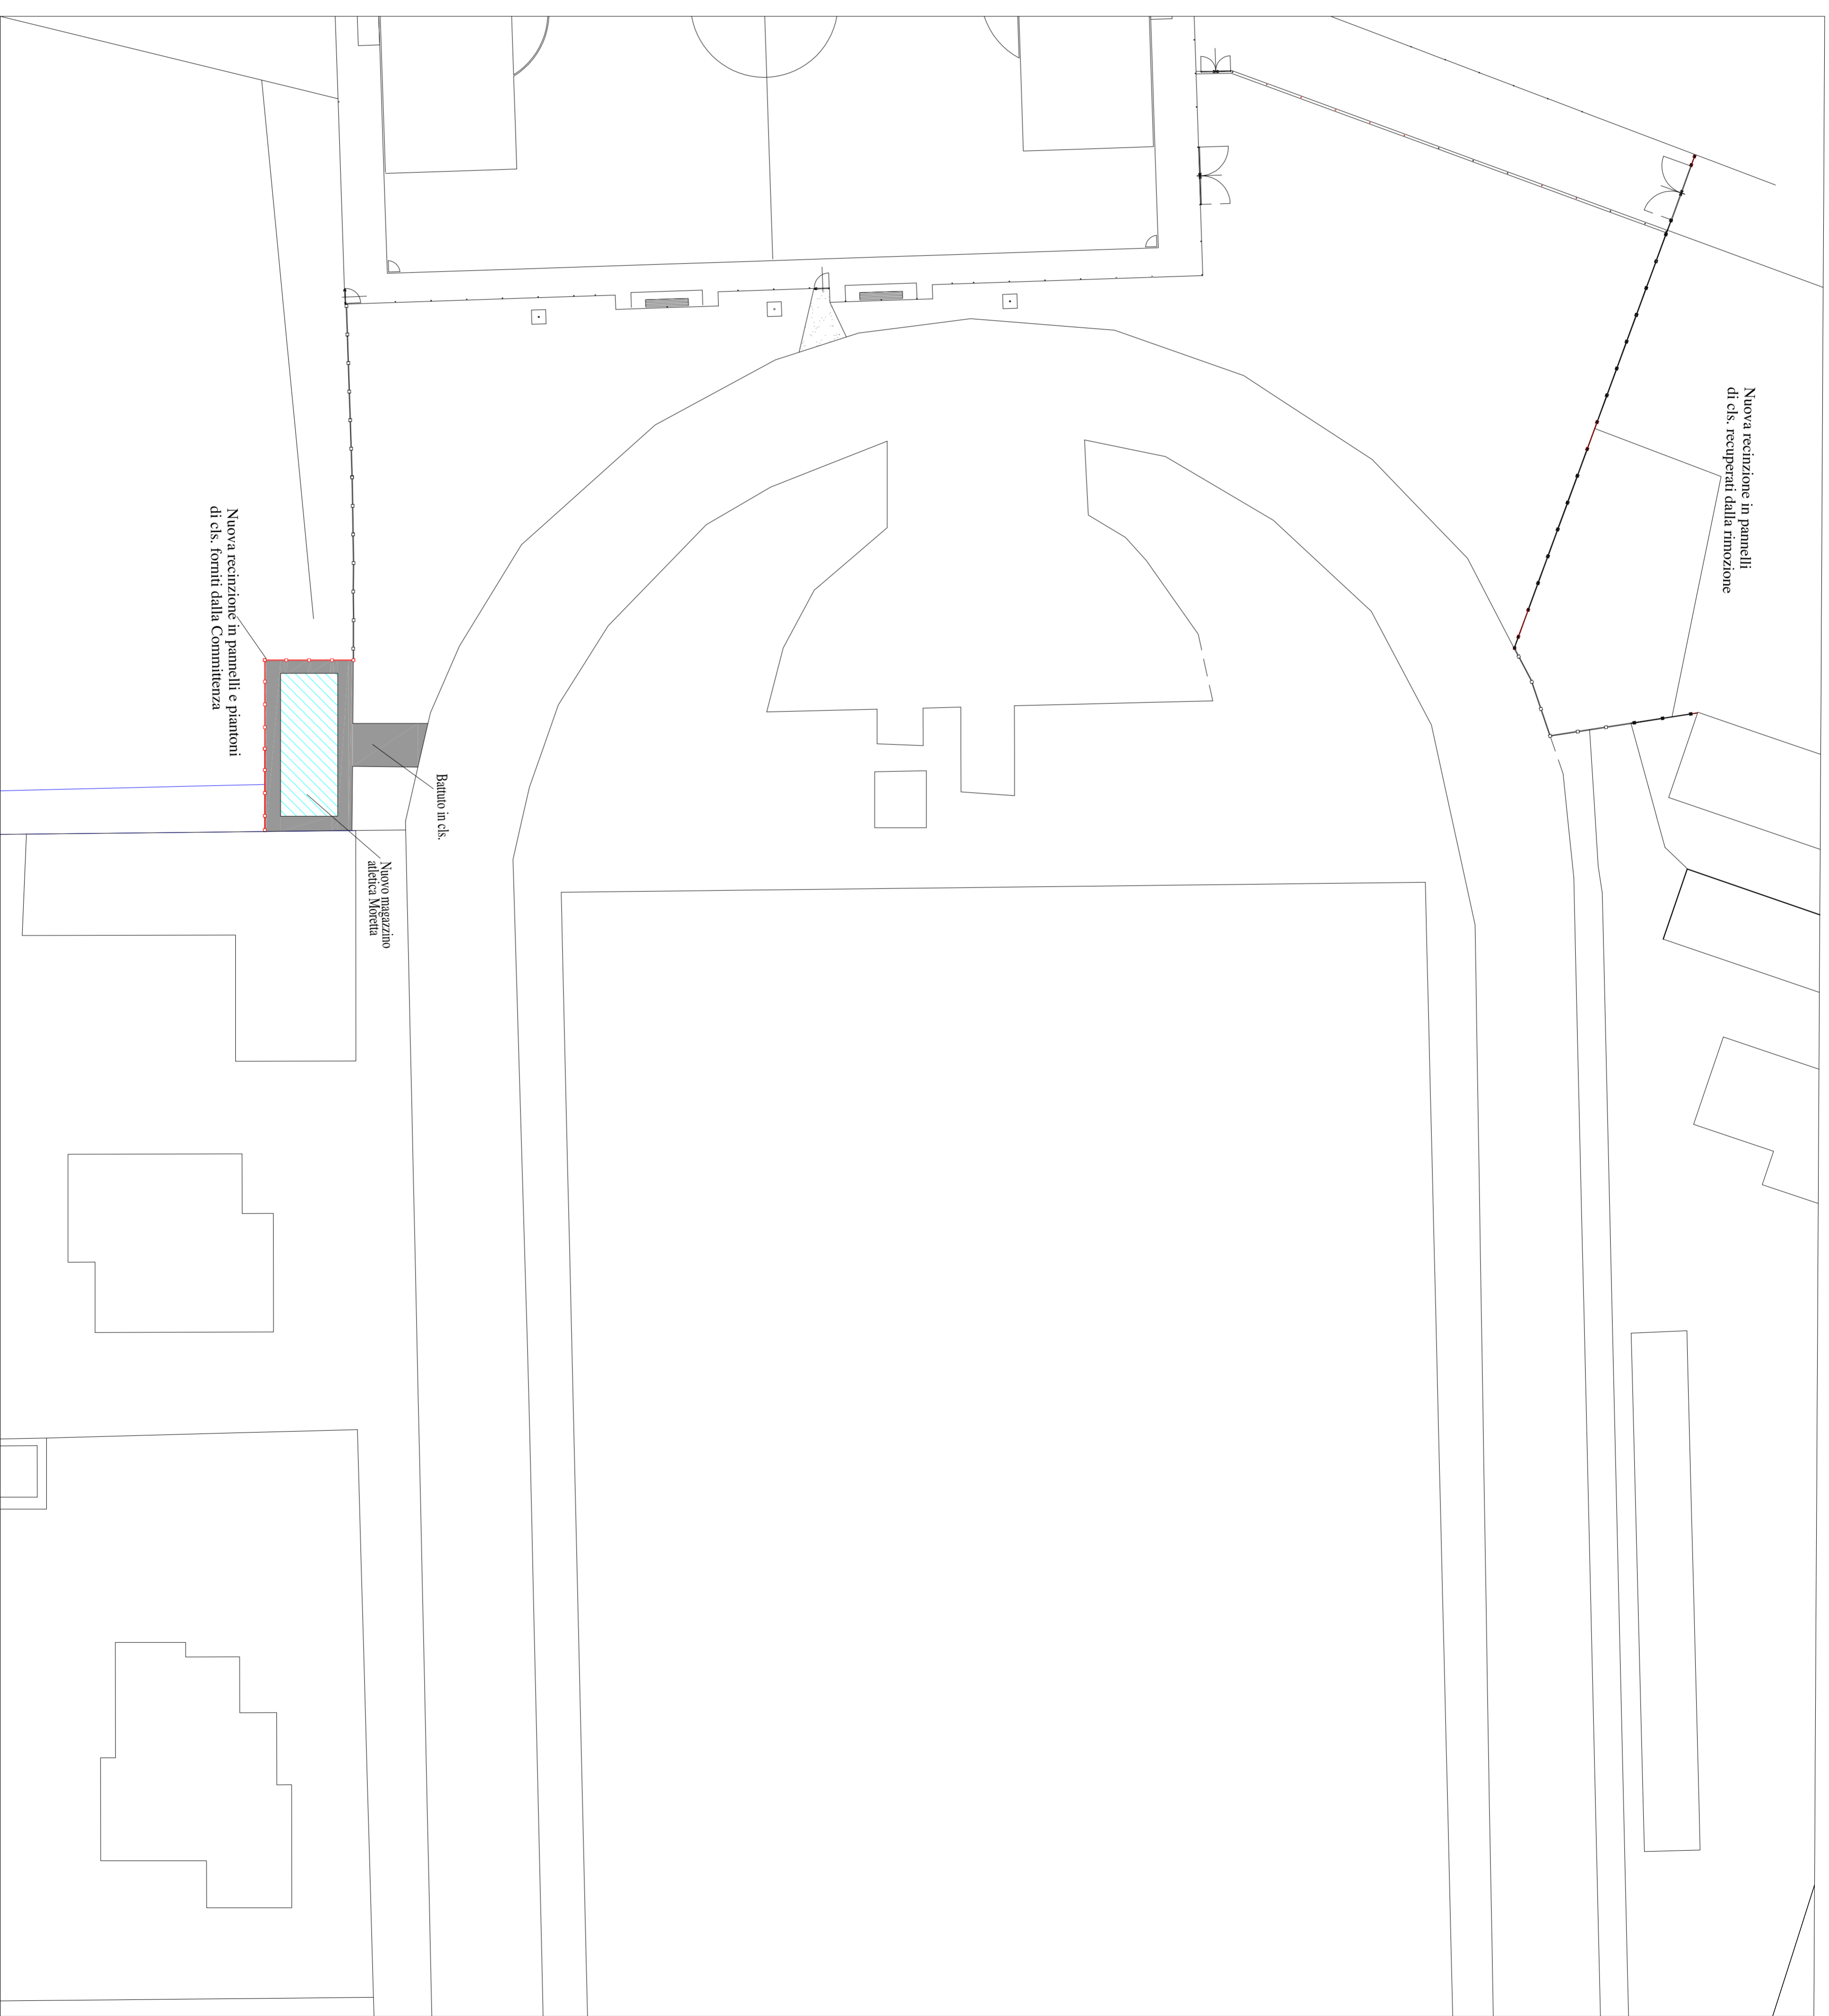 Nuova recinzione in pannelli
di cls. recuperati dalla rimozione
Nuova recinzione in pannelli e piantoni
di cls. forniti dalla Committenza
Battuto in cls.
Nuovo magazzino
atletica Moretta